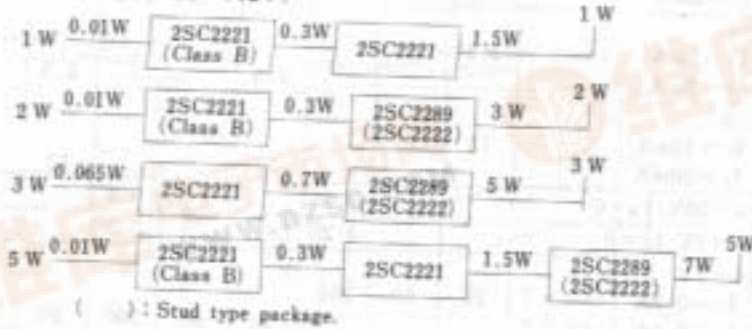 1 W
1 W 0.01W 2SC2221 0.3W 2SC2221 1.5W
(Class B)
2 W
2 W 0.01W 2SC2221 0.3W 2SC2289 3 W
(Class B) (2SC2222)
3 W
3 W 0.065W 2SC2221 0.7W 2SC2289 5 W
(2SC2222)
5W
5 W 0.01W 2SC2221 0.3W 2SC2221 1.5W 2SC2289 7W
(Class B) (2SC2222)
( ) : Stud type package.